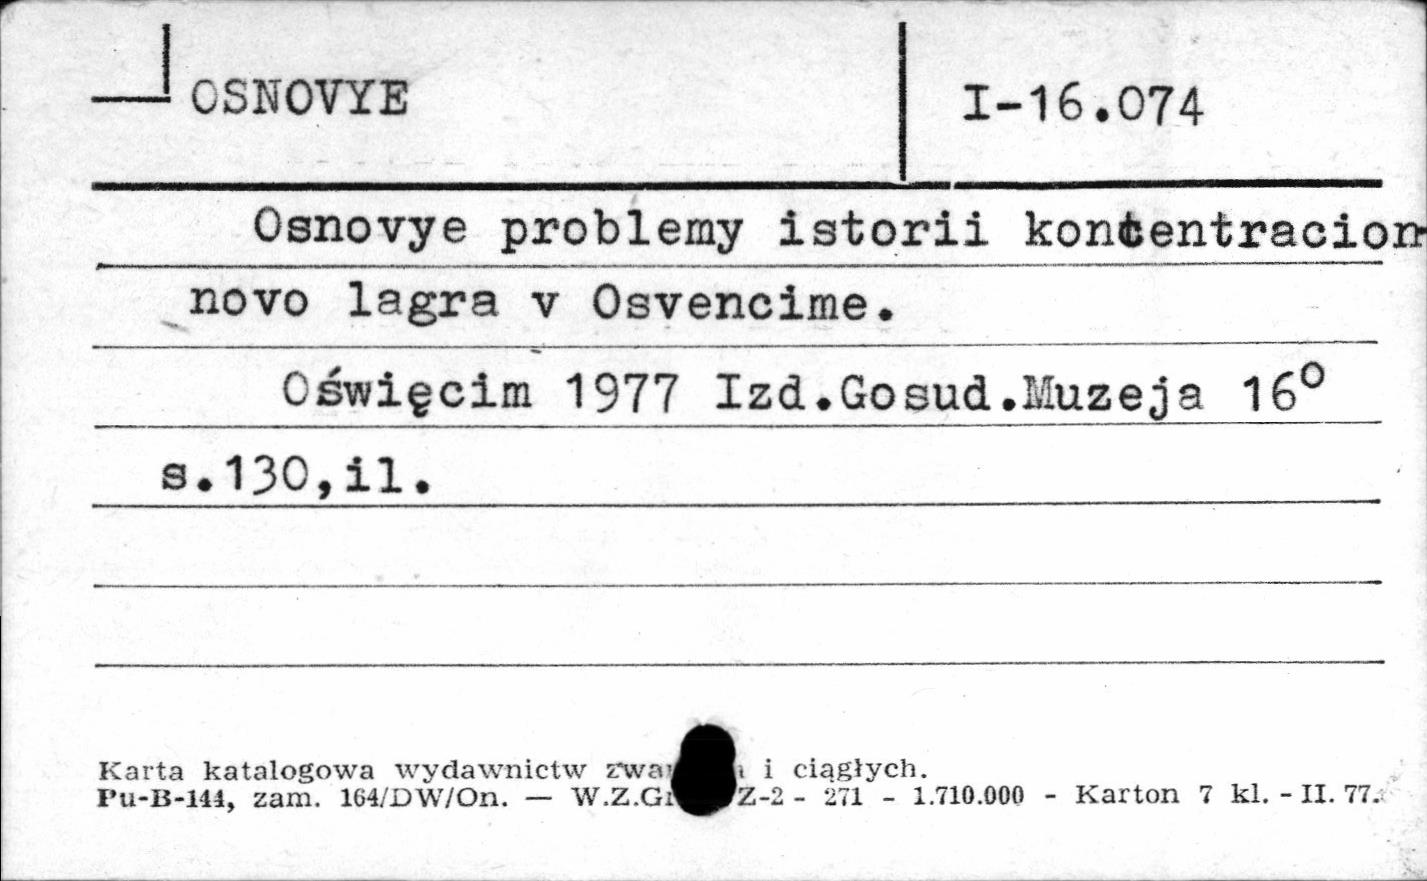 OSNOVYE
I-16.074
Osnovye problemy istorii koncentracion-
novo lagra v Osvencime.
Oświęcim 1977 Izd.Gosud.Muzeja 16°
s.130,il.
Karta katalogowa wydawnictw i ciągłych.
Pu-B-144, zam. 164/DW/On. — Z-2 - 271 - 1.710.000 - Karton 7 kl. - II. 77.